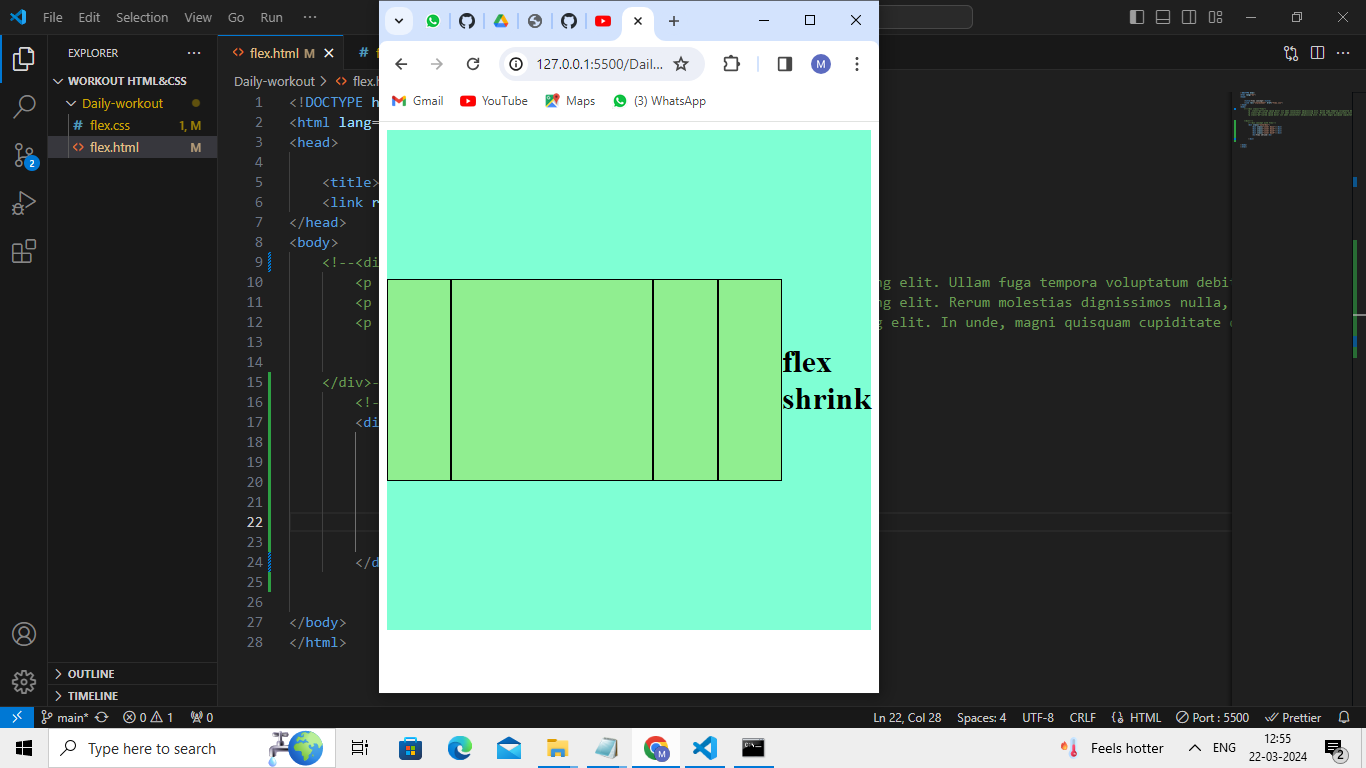 File Edit Selection View Go Run ···
EXPLORER ···
WORKOUT HTML&CSS
Daily-workout
flex.css 1, M
flex.html M
OUTLINE
TIMELINE
flex.html M
Daily-workout > flex.h
1 <!DOCTYPE h
2 <html lang=
3 <head>
4
5 <title>
6 <link r
7 </head>
8 <body>
9 <!--<di
10 <p
11 <p
12 <p
13
14
15 </div>-
16 <!-
17 <di
18
19
20
21
22
23
24 </d
25
26
27 </body>
28 </html>
127.0.0.1:5500/Dail...
M
Gmail YouTube Maps (3) WhatsApp
flex
shrink
ng elit. Ullam fuga tempora voluptatum debit
ng elit. Rerum molestias dignissimos nulla,
g elit. In unde, magni quisquam cupiditate
2
main* 0 1 0
Ln 22, Col 28 Spaces: 4 UTF-8 CRLF HTML Port : 5500 Prettier
Type here to search
M
Feels hotter ENG
12:55
22-03-2024
2